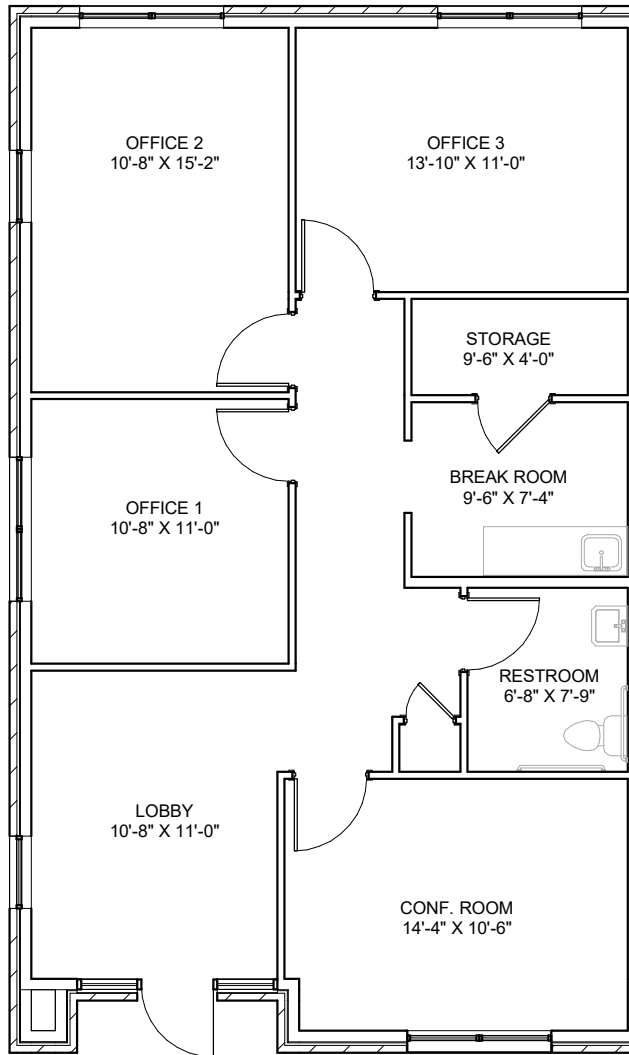 OFFICE 2
10'-8" X 15'-2"
OFFICE 3
13'-10" X 11'-0"
STORAGE
9'-6" X 4'-0"
BREAK ROOM
9'-6" X 7'-4"
OFFICE 1
10'-8" X 11'-0"
RESTROOM
6'-8" X 7'-9"
LOBBY
10'-8" X 11'-0"
CONF. ROOM
14'-4" X 10'-6"